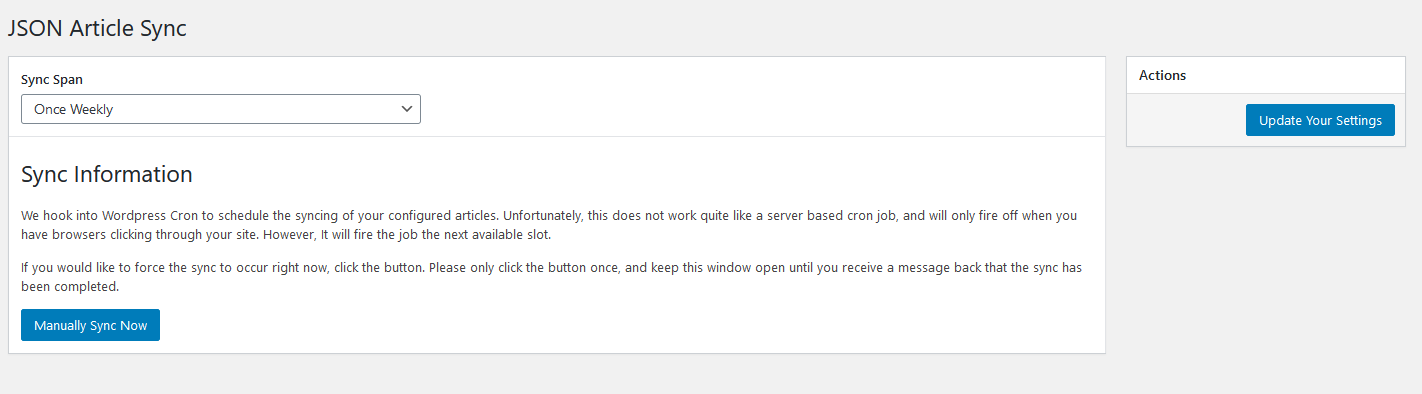 JSON Article Sync
Sync Span
Once Weekly
Actions
Update Your Settings
Sync Information
We hook into Wordpress Cron to schedule the syncing of your configured articles. Unfortunately, this does not work quite like a server based cron job, and will only fire off when you
have browsers clicking through your site. However, It will fire the job the next available slot.
If you would like to force the sync to occur right now, click the button. Please only click the button once, and keep this window open until you receive a message back that the sync has
been completed.
Manually Sync Now